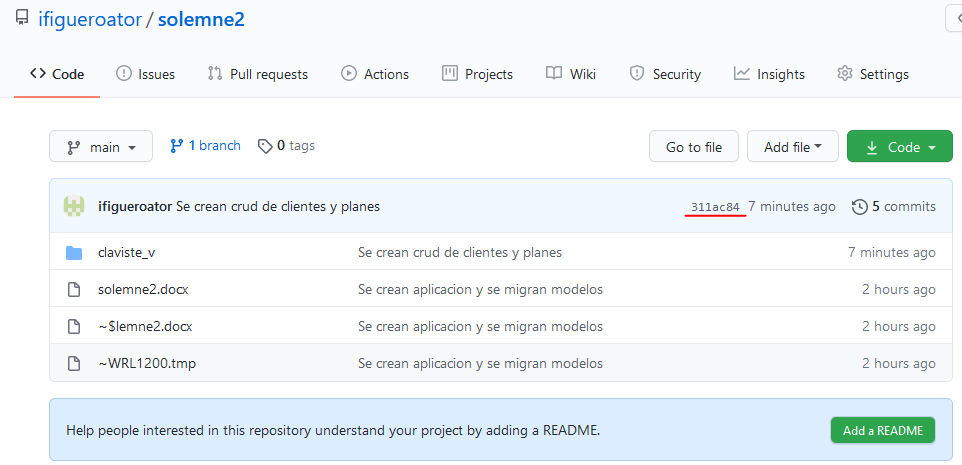 ifigueroator / solemne2
Code Issues Pull requests Actions Projects Wiki Security Insights Settings
main 1 branch 0 tags Go to file Add file Code
ifigueroator Se crean crud de clientes y planes 311ac84 7 minutes ago 5 commits
claviste_v Se crean crud de clientes y planes 7 minutes ago
solemne2.docx Se crean aplicacion y se migran modelos 2 hours ago
~$lemne2.docx Se crean aplicacion y se migran modelos 2 hours ago
~WRL1200.tmp Se crean aplicacion y se migran modelos 2 hours ago
Help people interested in this repository understand your project by adding a README. Add a README